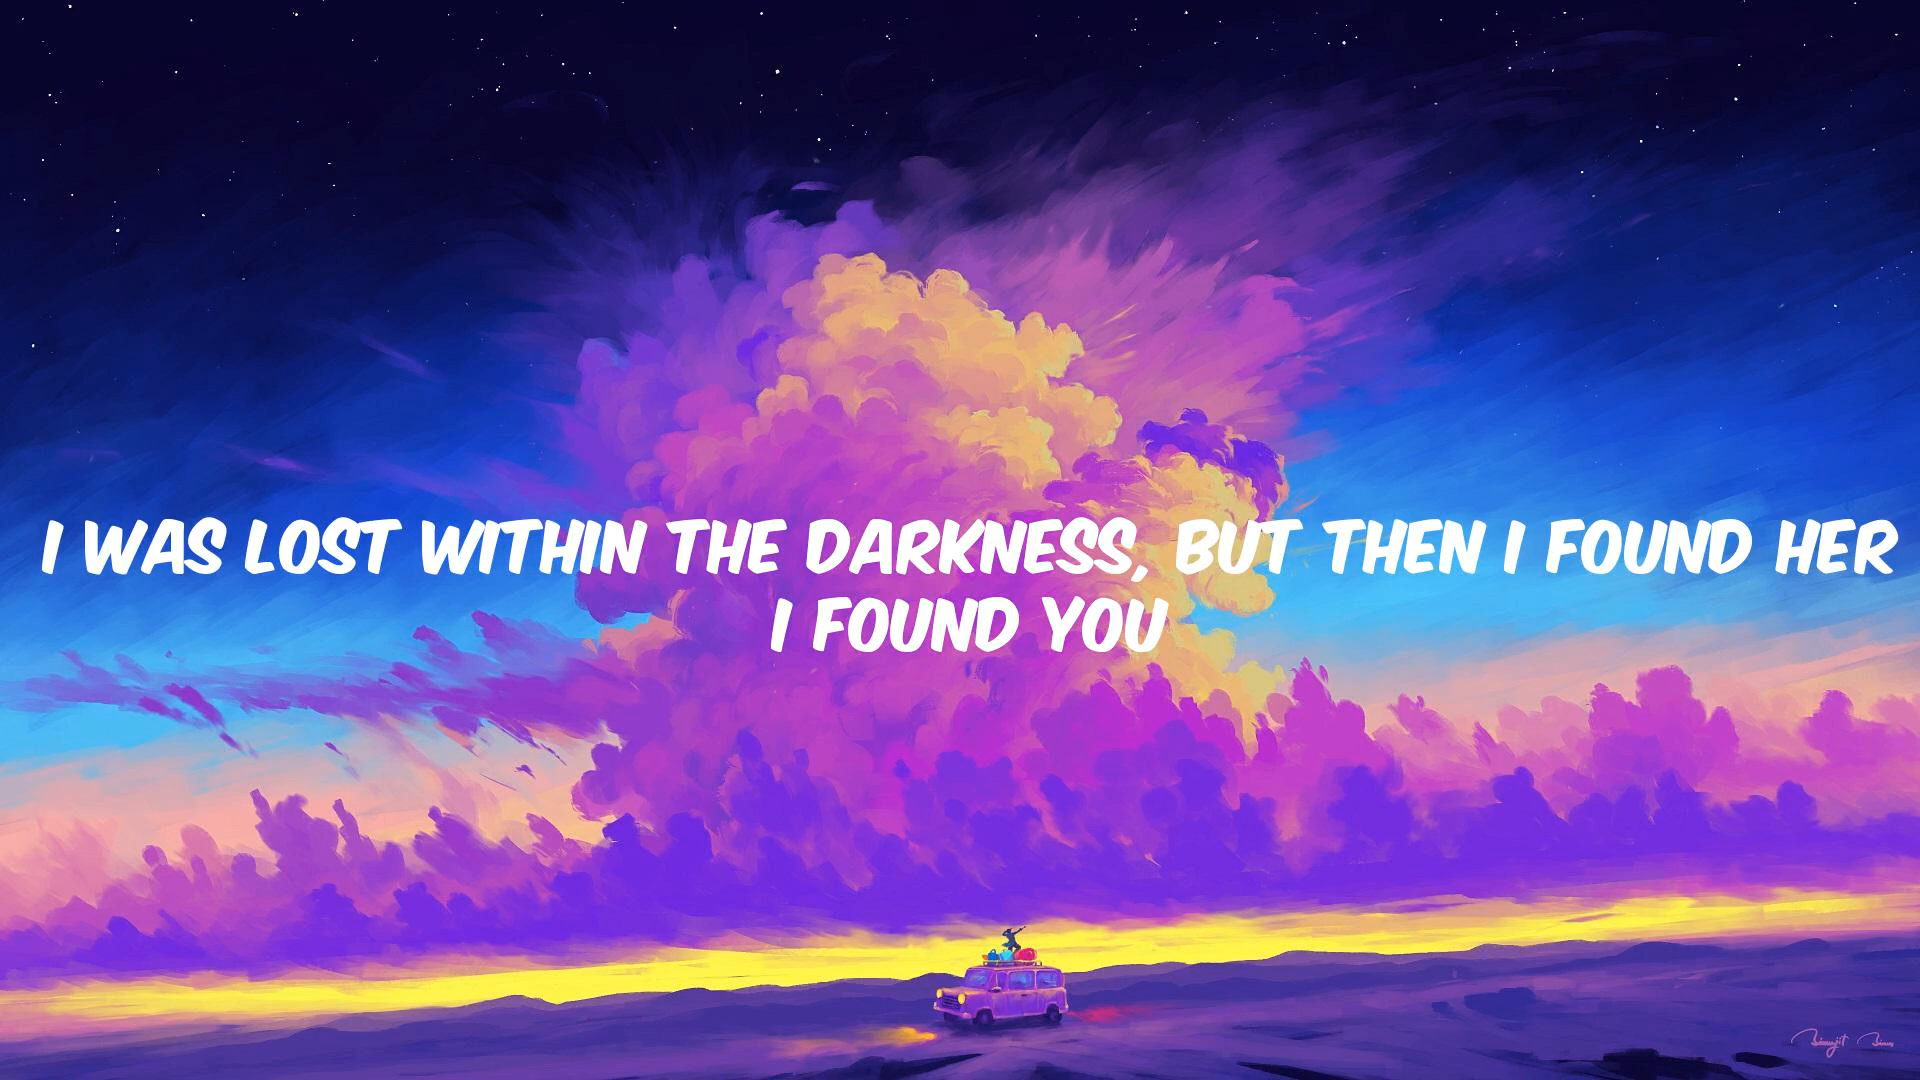 I WAS LOST WITHIN THE DARKNESS, BUT THEN I FOUND HER
I FOUND YOU